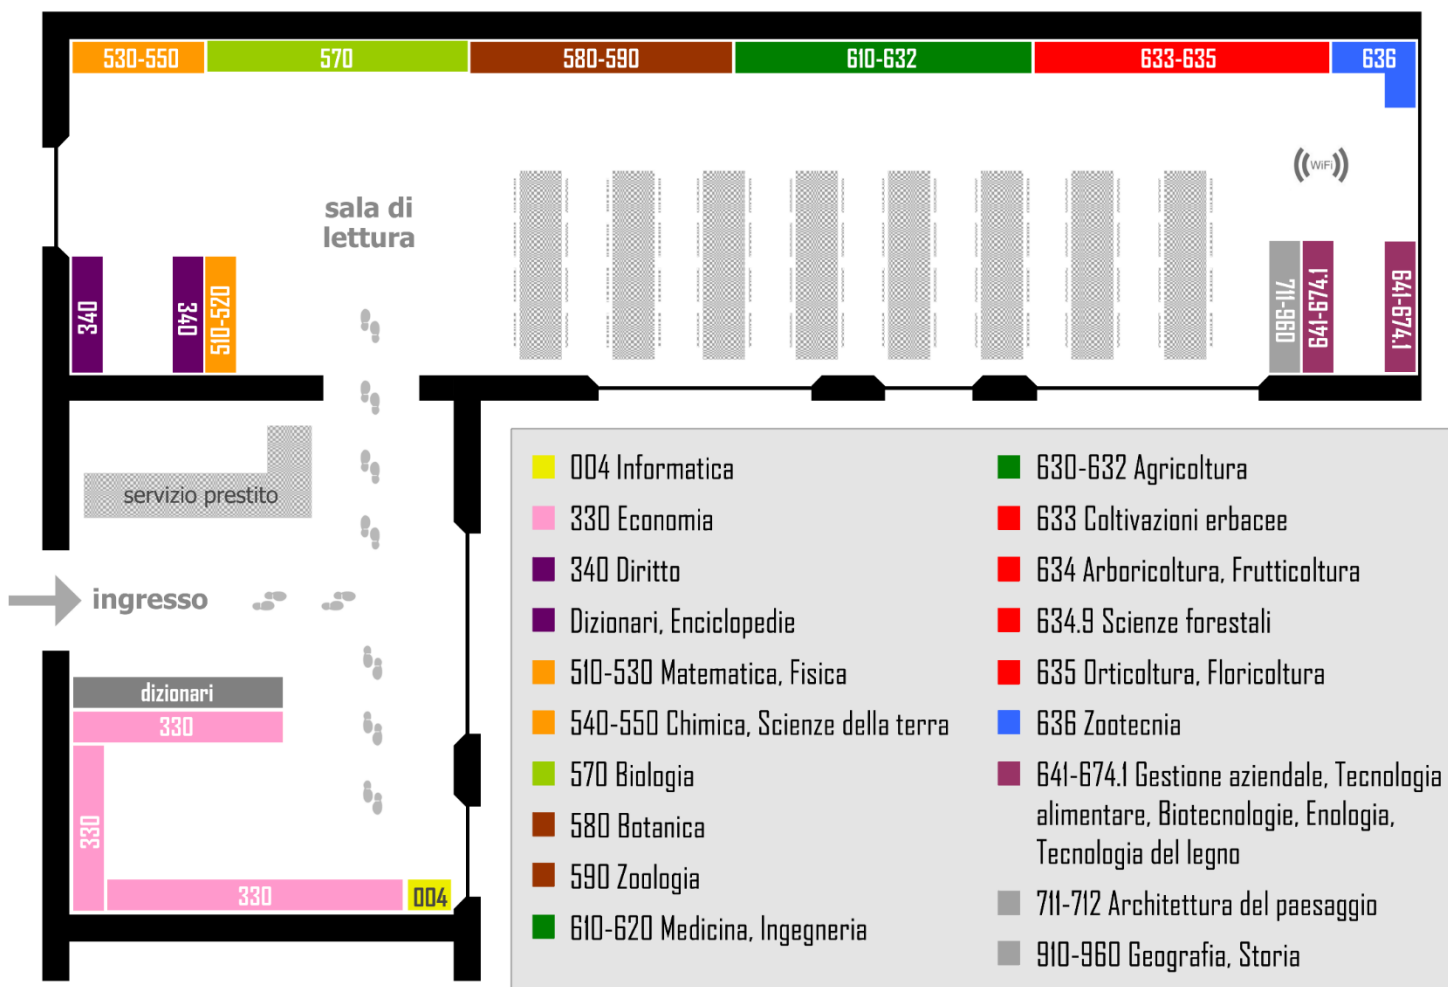 530-550
570
580-590
610-632
633-635
636
WiFi
sala di
lettura
340
340
510-520
711-960
641-674.1
641-674.1
servizio prestito
ingresso
dizionari
330
330
330
004
004 Informatica
330 Economia
340 Diritto
Dizionari, Enciclopedie
510-530 Matematica, Fisica
540-550 Chimica, Scienze della terra
570 Biologia
580 Botanica
590 Zoologia
610-620 Medicina, Ingegneria
630-632 Agricoltura
633 Coltivazioni erbacee
634 Arboricoltura, Frutticoltura
634.9 Scienze forestali
635 Orticoltura, Floricoltura
636 Zootecnia
641-674.1 Gestione aziendale, Tecnologia
alimentare, Biotecnologie, Enologia,
Tecnologia del legno
711-712 Architettura del paesaggio
910-960 Geografia, Storia